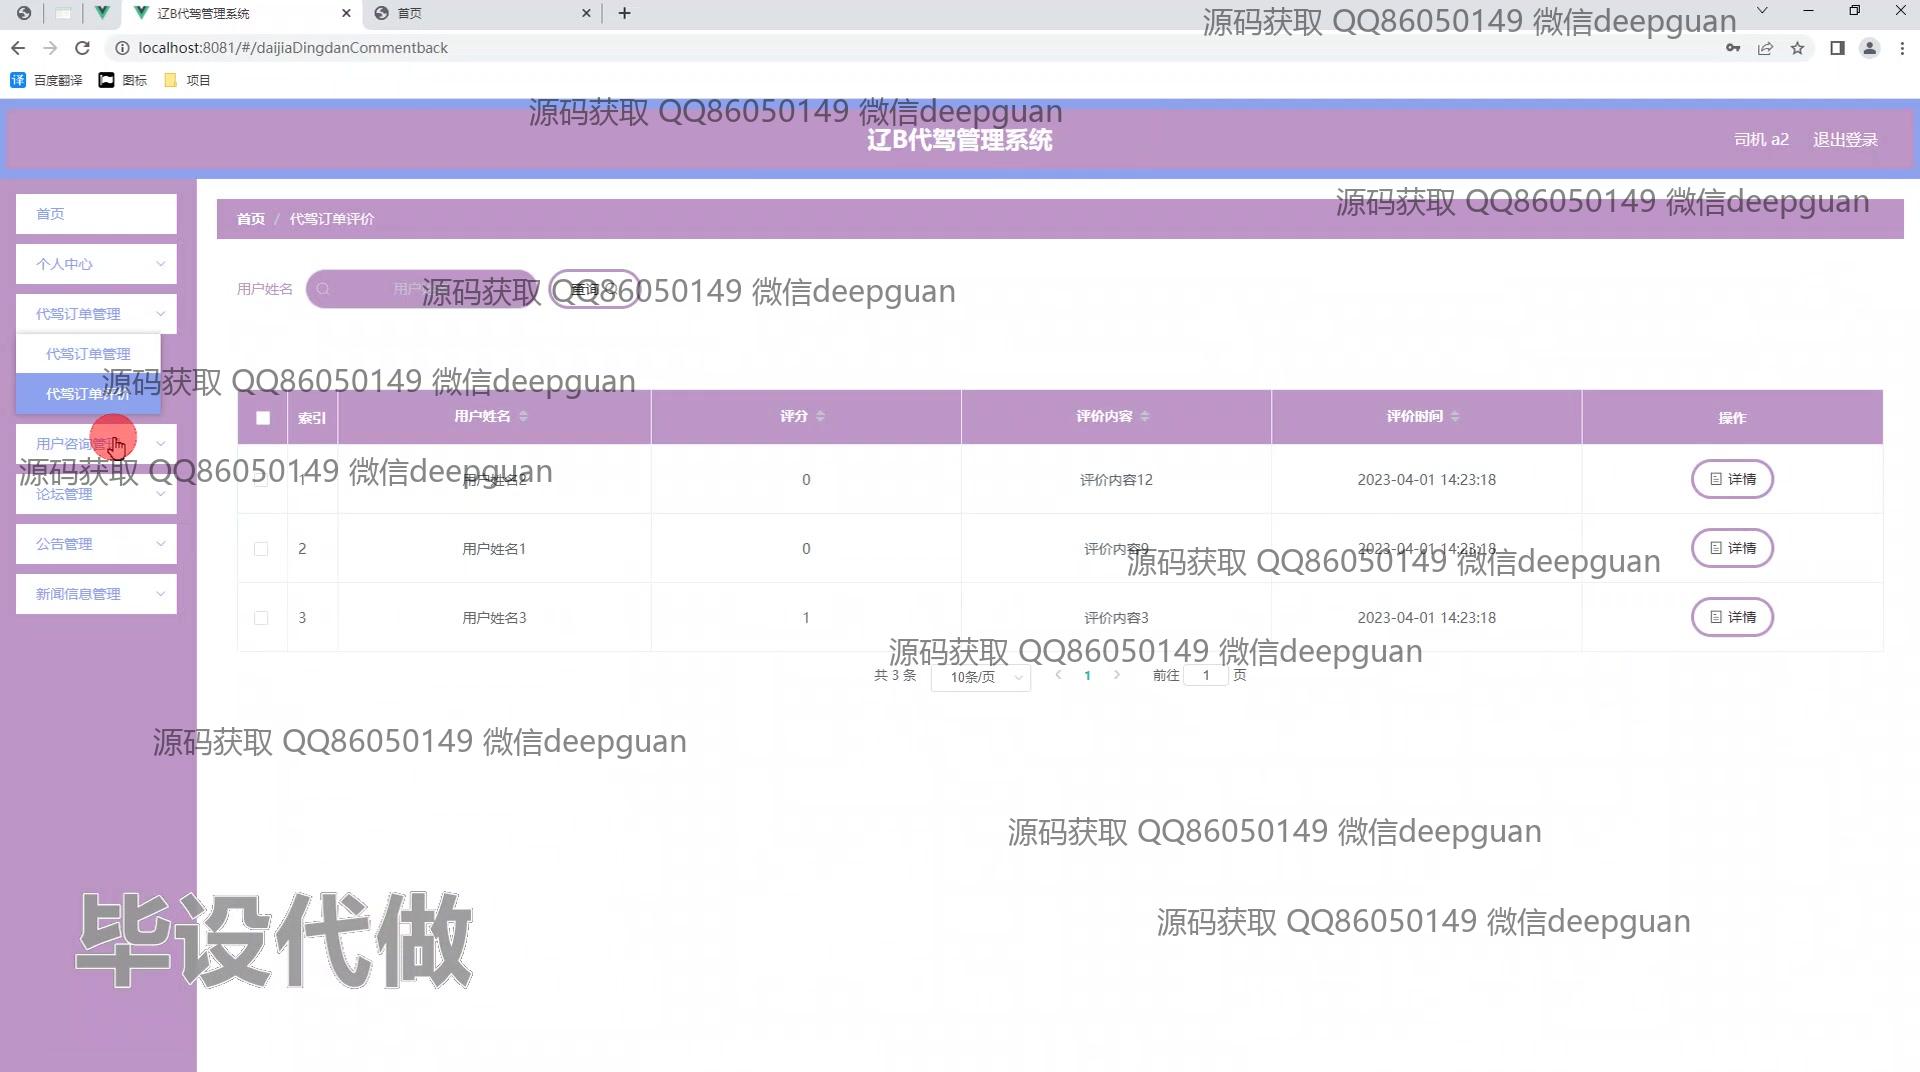 辽B代驾管理系统
首页
源码获取 QQ86050149 微信deepguan
localhost:8081/#/daijiaDingdanCommentback
百度翻译
图标
项目
源码获取 QQ86050149 微信deepguan
辽B代驾管理系统
司机 a2
退出登录
源码获取 QQ86050149 微信deepguan
首页
首页 / 代驾订单评价
个人中心
用户姓名
查询
源码获取 QQ86050149 微信deepguan
代驾订单管理
代驾订单管理
源码获取 QQ86050149 微信deepguan
代驾订单评价
索引
用户姓名
评分
评价内容
评价时间
操作
用户咨询管理
源码获取 QQ86050149 微信deepguan
1
用户姓名2
0
评价内容12
2023-04-01 14:23:18
详情
论坛管理
2
用户姓名1
0
评价内容9
2023-04-01 14:23:18
详情
公告管理
源码获取 QQ86050149 微信deepguan
新闻信息管理
3
用户姓名3
1
评价内容3
2023-04-01 14:23:18
详情
源码获取 QQ86050149 微信deepguan
共 3 条
10条/页
1
前往 1 页
源码获取 QQ86050149 微信deepguan
源码获取 QQ86050149 微信deepguan
源码获取 QQ86050149 微信deepguan
毕设代做